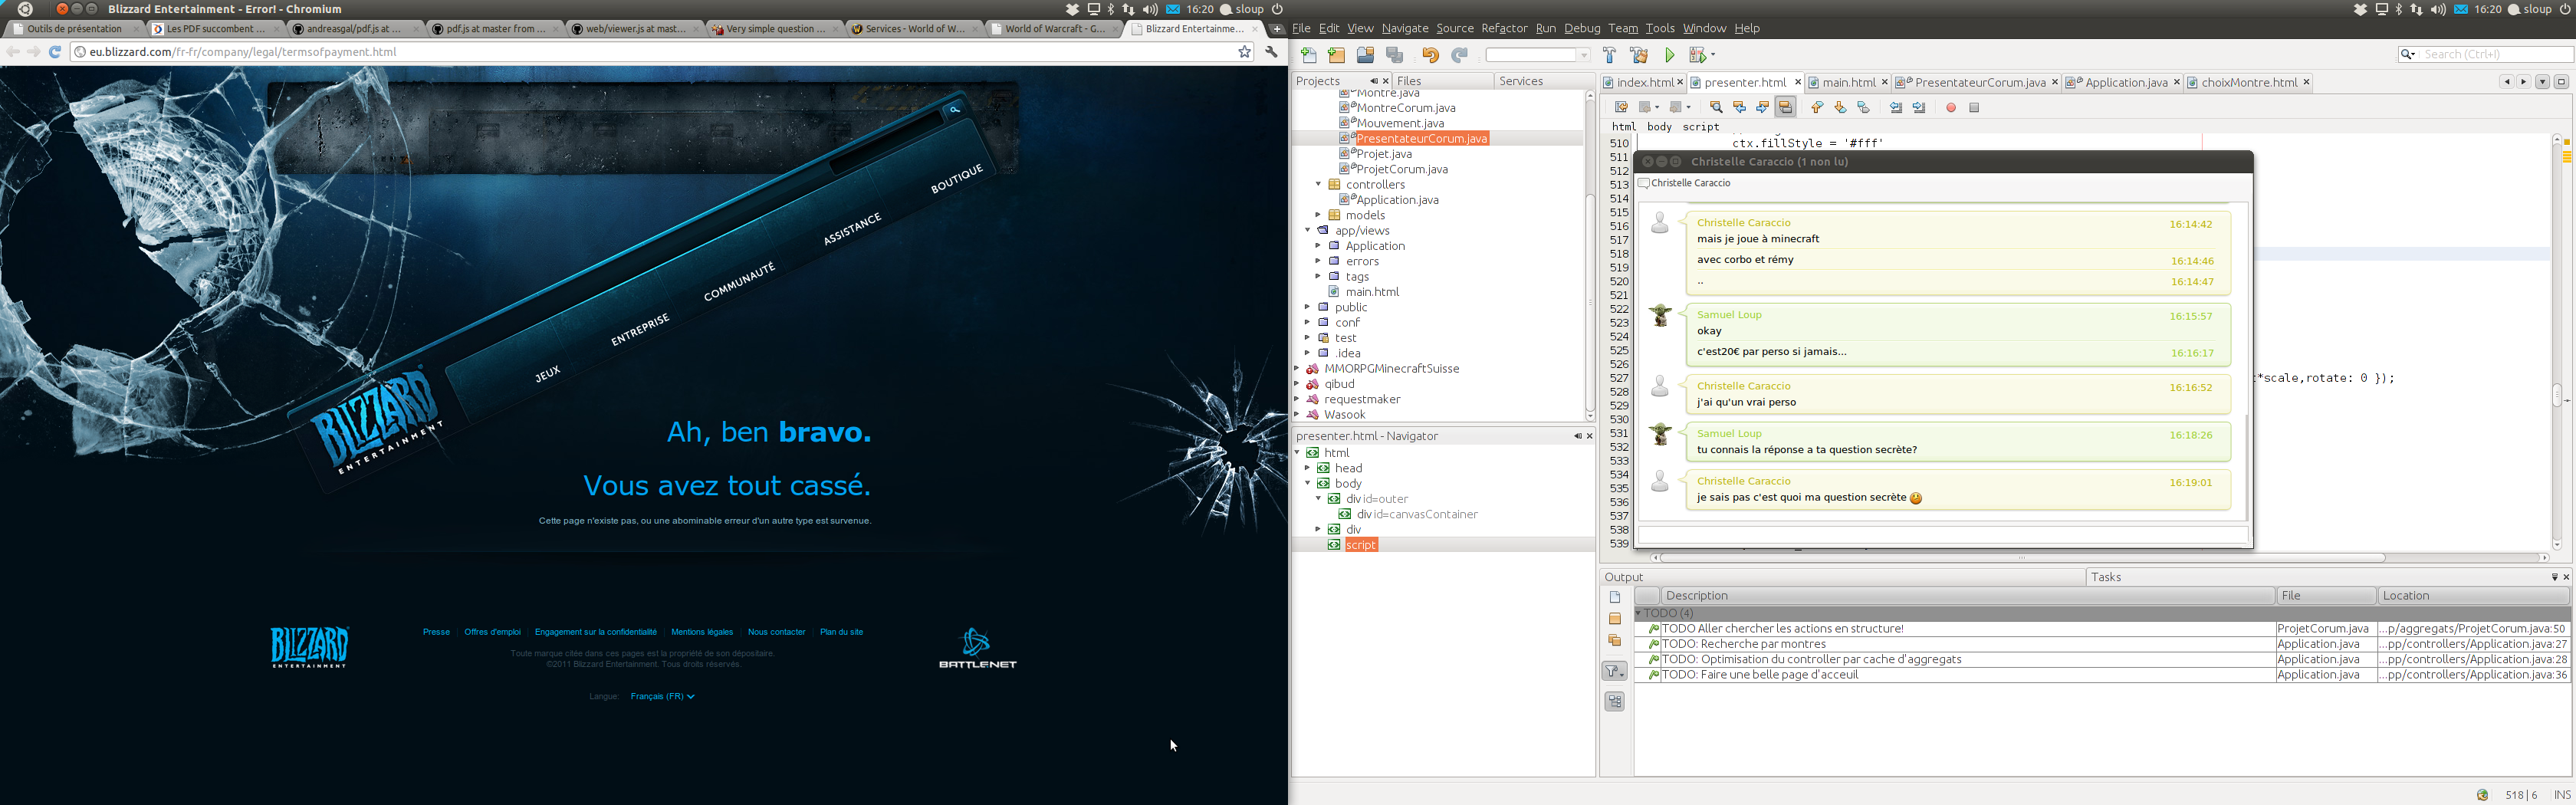 Blizzard Entertainment - Error! - Chromium
16:20 sloup
Outils de présentation
Les PDF succombent ...
andreasgal/pdf.js at ...
pdf.js at master from ...
web/viewer.js at mast...
Very simple question ...
Services - World of W...
World of Warcraft - G...
Blizzard Entertainme...
eu.blizzard.com/fr-fr/company/legal/termsofpayment.html
BOUTIQUE
ASSISTANCE
COMMUNAUTÉ
ENTREPRISE
JEUX
BLIZZARD
ENTERTAINMENT
Ah, ben bravo.
Vous avez tout cassé.
Cette page n'existe pas, ou une abominable erreur d'un autre type est survenue.
BLIZZARD
ENTERTAINMENT
Presse
Offres d'emploi
Engagement sur la confidentialité
Mentions légales
Nous contacter
Plan du site
Toute marque citée dans ces pages est la propriété de son dépositaire.
©2011 Blizzard Entertainment. Tous droits réservés.
BATTLE.NET
Langue: Français (FR)
16:20 sloup
File Edit View Navigate Source Refactor Run Debug Team Tools Window Help
Search (Ctrl+I)
Projects
Files
Services
Montre.java
MontreCorum.java
Mouvement.java
PresentateurCorum.java
Projet.java
ProjetCorum.java
controllers
Application.java
models
app/views
Application
errors
tags
main.html
public
conf
test
.idea
MMORPGMinecraftSuisse
qibud
requestmaker
Wasook
presenter.html - Navigator
html
head
body
div id=outer
div id=canvasContainer
div
script
index.html
presenter.html
main.html
PresentateurCorum.java
Application.java
choixMontre.html
html body script
510 ctx.fillStyle = '#fff'
511
512
513
514
515
516
517
518
519
520
521
522
523
524
525
526
527 *scale,rotate: 0 });
528
529
530
531
532
533
534
535
536
537
538
539
Christelle Caraccio (1 non lu)
Christelle Caraccio
Christelle Caraccio 16:14:42
mais je joue à minecraft
avec corbo et rémy 16:14:46
.. 16:14:47
Samuel Loup 16:15:57
okay
c'est20€ par perso si jamais... 16:16:17
Christelle Caraccio 16:16:52
j'ai qu'un vrai perso
Samuel Loup 16:18:26
tu connais la réponse a ta question secrète?
Christelle Caraccio 16:19:01
je sais pas c'est quoi ma question secrète
Output
Tasks
Description File Location
TODO (4)
TODO Aller chercher les actions en structure! ProjetCorum.java ...p/aggregats/ProjetCorum.java:50
TODO: Recherche par montres Application.java ...pp/controllers/Application.java:27
TODO: Optimisation du controller par cache d'aggregats Application.java ...pp/controllers/Application.java:28
TODO: Faire une belle page d'acceuil Application.java ...pp/controllers/Application.java:36
518 | 6 INS